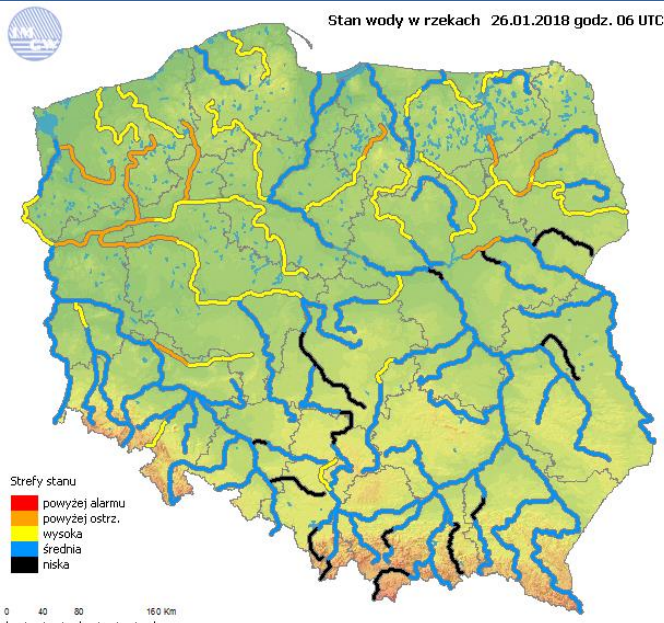 Stan wody w rzekach 26.01.2018 godz. 06 UTC
IMGW
Strefy stanu
powyżej alarmu
powyżej ostrz.
wysoka
średnia
niska
0 40 80 160 Km